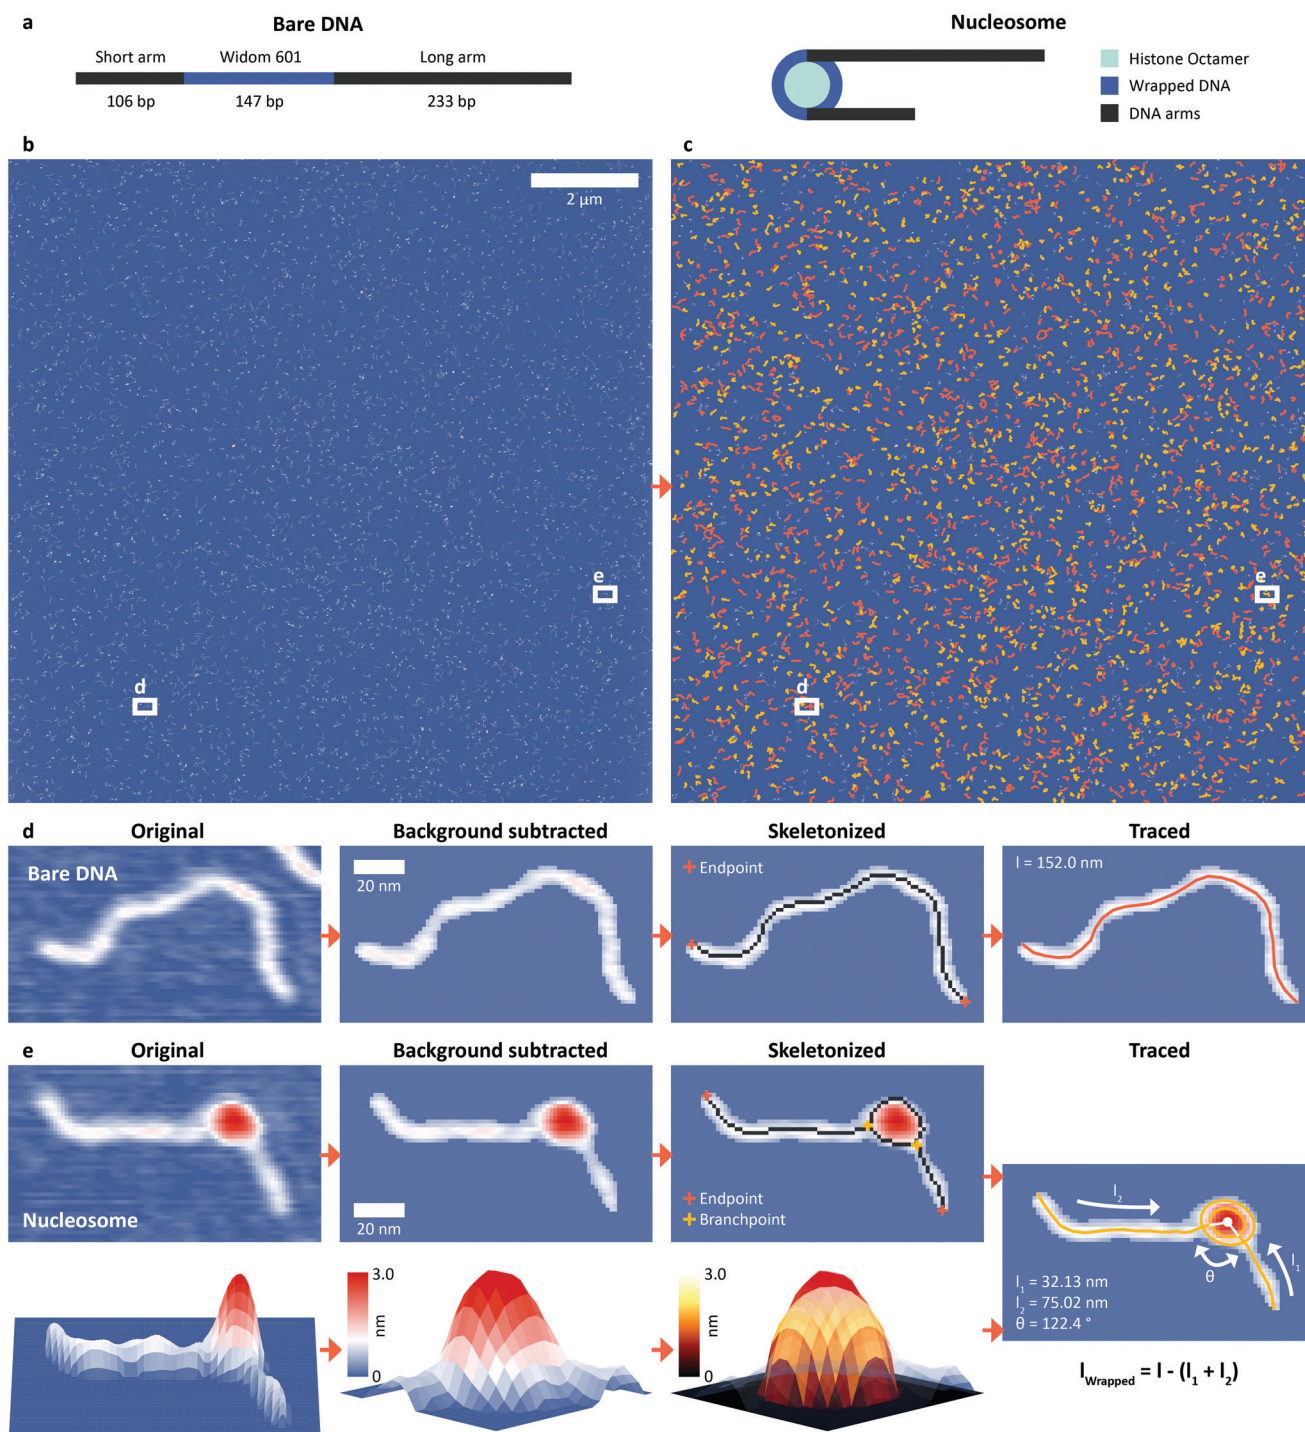 a
Bare DNA
Nucleosome
Short arm
Widom 601
Long arm
106 bp
147 bp
233 bp
Histone Octamer
Wrapped DNA
DNA arms
b
c
2 µm
e
d
e
d
d
Original
Background subtracted
Skeletonized
Traced
Bare DNA
20 nm
Endpoint
l = 152.0 nm
e
Original
Background subtracted
Skeletonized
Traced
Nucleosome
20 nm
Endpoint
Branchpoint
l₂
l₁
θ
l₁ = 32.13 nm
l₂ = 75.02 nm
θ = 122.4 °
3.0
nm
0
3.0
nm
0
l_Wrapped = l - (l₁ + l₂)